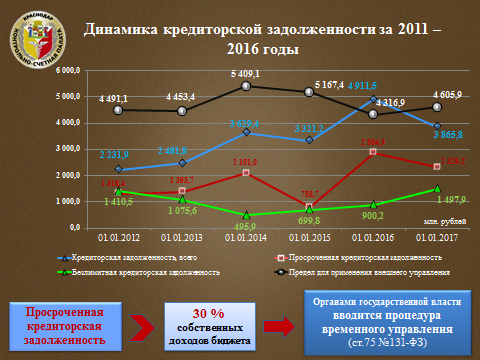 КРАСНОДАР
КОНТРОЛЬНО-СЧЕТНАЯ ПАЛАТА
Динамика кредиторской задолженности за 2011 –
2016 годы
6 000,0
5 000,0
4 000,0
3 000,0
2 000,0
1 000,0
0,0
4 491,1
4 453,4
5 409,1
5 167,4
4 316,9
4 605,9
2 231,9
3 629,4
3 321,2
4 911,5
3 865,8
1 393,7
2 101,0
788,7
2 864,9
1 410,5
1 075,6
495,9
699,8
900,2
1 497,9
млн. рублей
01.01.2012 01.01.2013 01.01.2014 01.01.2015 01.01.2016 01.01.2017
Кредиторская задолженность, всего
Просроченная кредиторская задолженность
Безлимитная кредиторская задолженность
Предел для применения внешнего управления
Просроченная
кредиторская
задолженность
30 %
собственных
доходов бюджета
Органами государственной власти
вводится процедура
временного управления
(ст.75 №131-ФЗ)